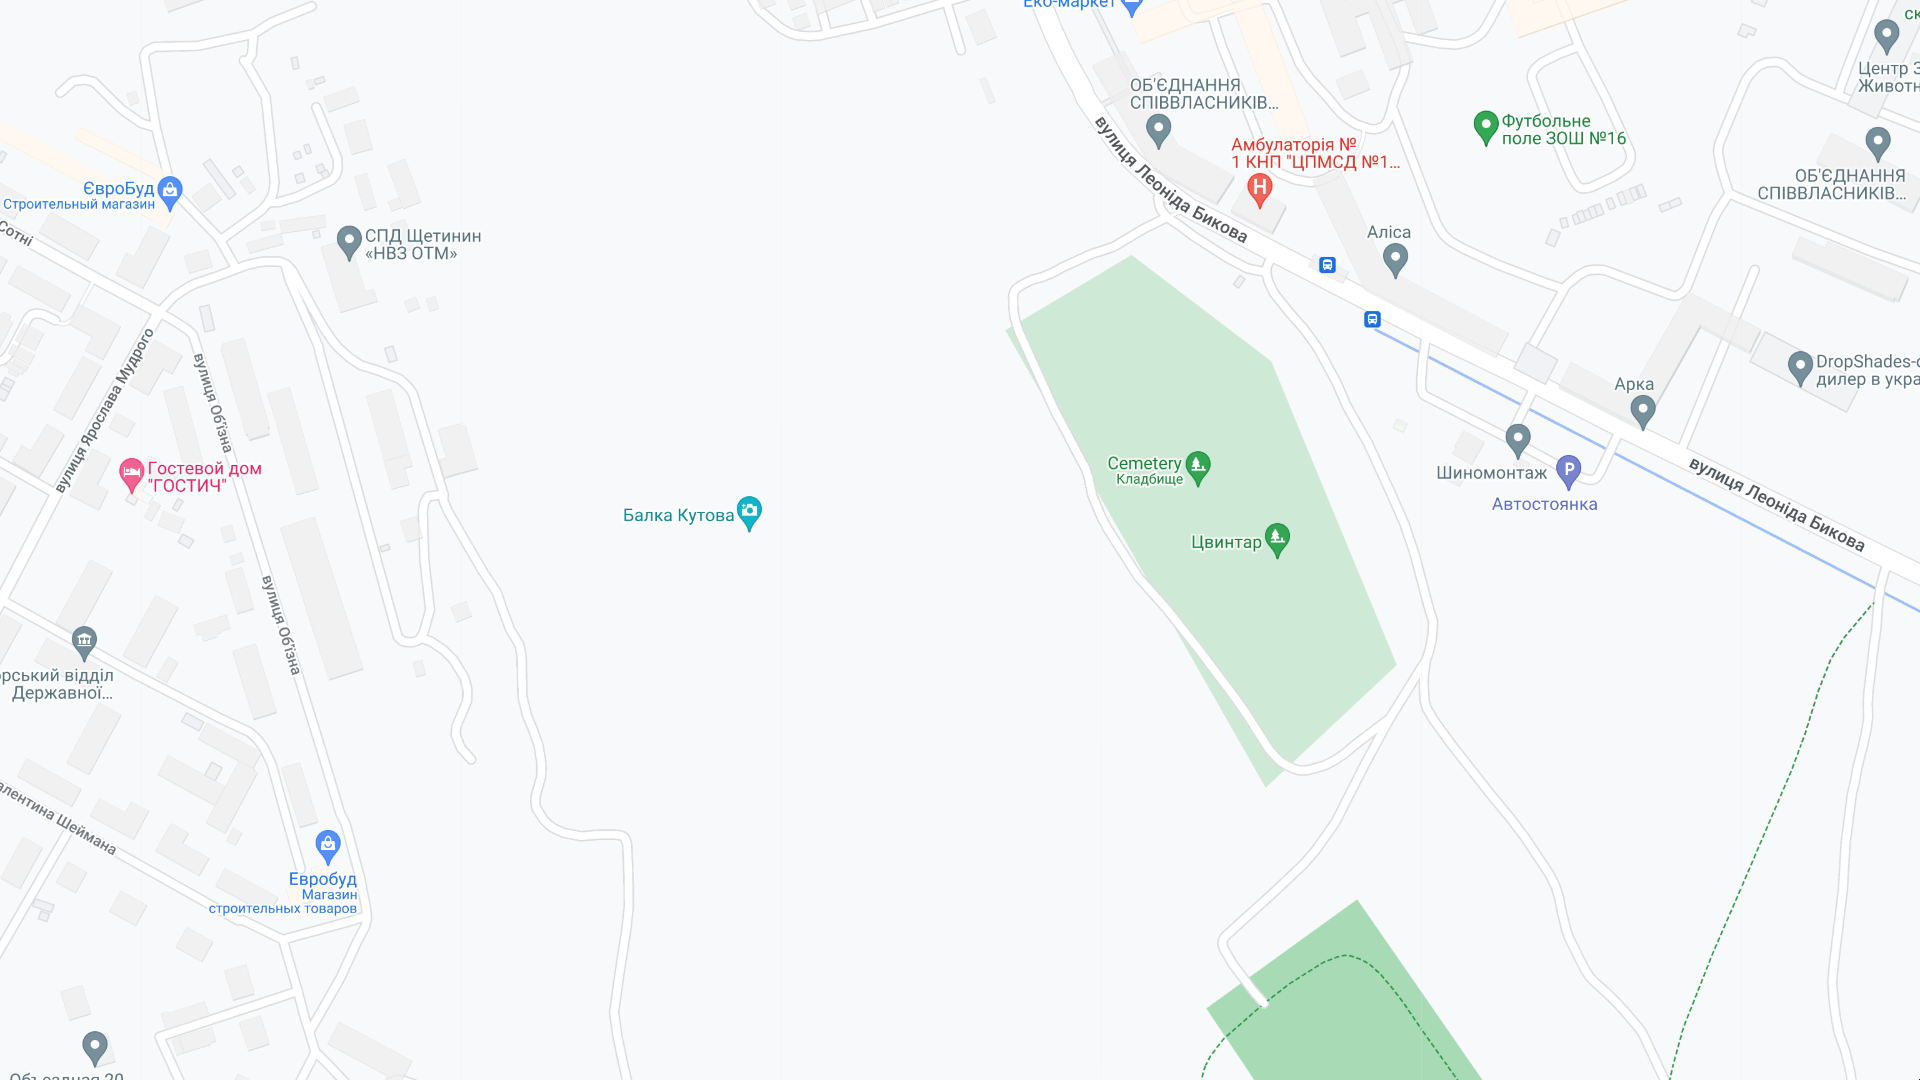 Еко-маркет
ск
Центр З
Животн
ОБ'ЄДНАННЯ
СПІВВЛАСНИКІВ...
Футбольне
поле ЗОШ №16
вулиця Леоніда Бикова
Амбулаторія №
1 КНП "ЦПМСД №1...
ОБ'ЄДНАННЯ
СПІВВЛАСНИКІВ...
ЄвроБуд
Строительный магазин
Сотні
СПД Щетинин
«НВЗ ОТМ»
Аліса
вулиця Ярослава Мудрого
вулиця Об'їзна
DropShades-о
дилер в укра
Арка
Гостевой дом
"ГОСТИЧ"
Cemetery
Кладбище
Шиномонтаж
P
Автостоянка
вулиця Леоніда Бикова
Балка Кутова
Цвинтар
вулиця Об'їзна
рський відділ
Державної...
алентина Шеймана
Евробуд
Магазин
строительных товаров
Объездная 20